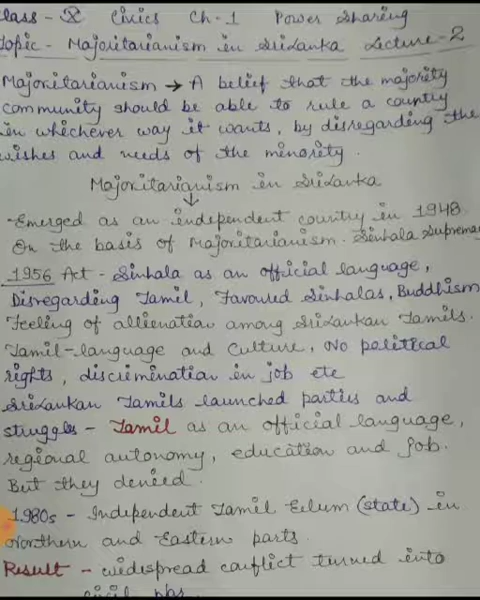 lass - X Civics Ch-1 Power Sharing
Topic - Majoritarianism in SriLanka Lecture-2
Majoritarianism → A belief that the majority
community should be able to rule a country
in whichever way it wants, by disregarding the
wishes and needs of the minority.
Majoritarianism in SriLanka
↓
-Emerged as an independent country in 1948
On the basis of Majoritarianism. Sinhala Suprema
1956 Act - Sinhala as an official language,
Disregarding Tamil, Favoured Sinhalas, Buddhism
Feeling of allienation among SriLankan Tamils.
Tamil-language and Culture, No political
rights, discrimination in job etc
SriLankan Tamils launched parties and
struggles - Tamil as an official language,
regional autonomy, education and job.
But they denied.
1980s - Independent Tamil Eelum (state) in
Northern and Eastern parts.
Result - widespread conflict turned into
civil